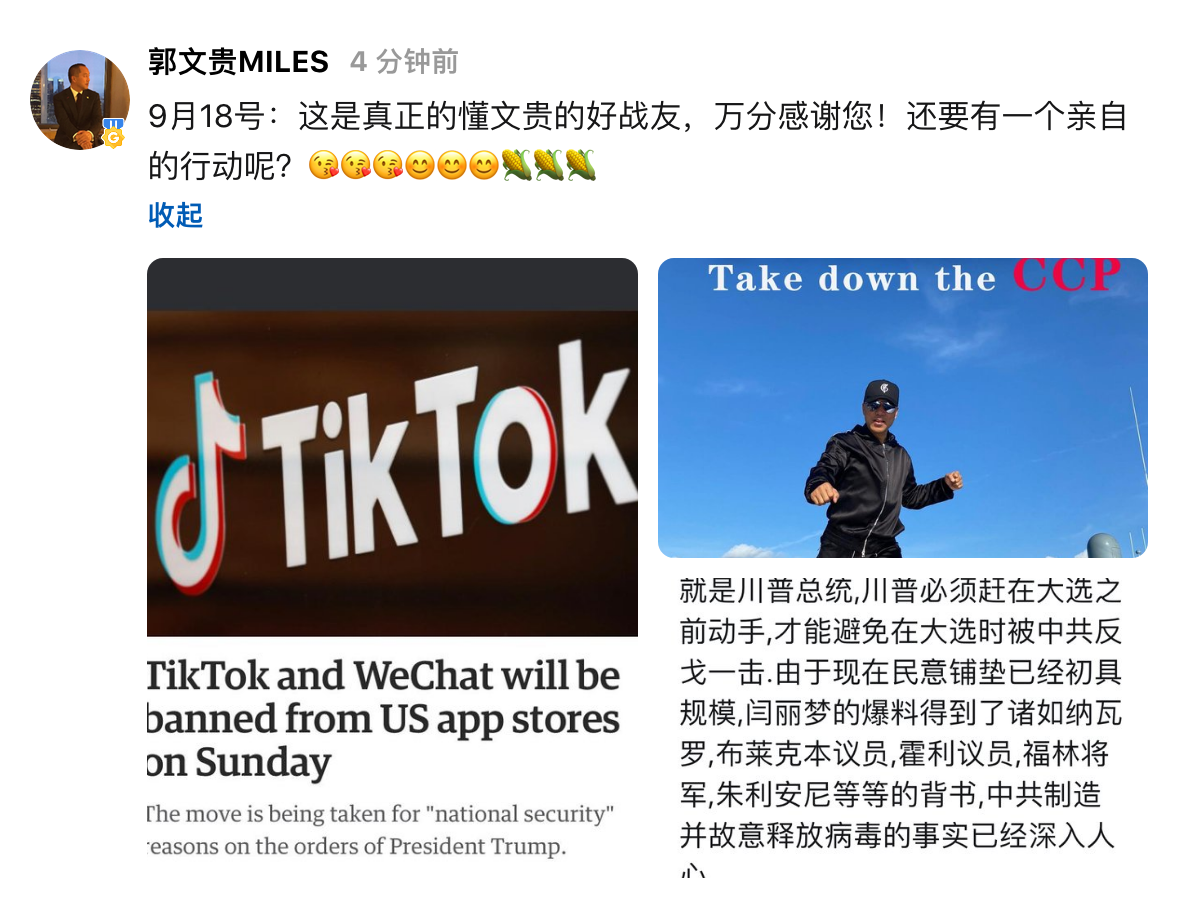 郭文贵MILES 4 分钟前
9月18号：这是真正的懂文贵的好战友，万分感谢您！还要有一个亲自
的行动呢？😘😘😘😊😊😊🌽🌽🌽
收起
TikTok
TikTok and WeChat will be
banned from US app stores
on Sunday
The move is being taken for "national security"
reasons on the orders of President Trump.
Take down the CCP
就是川普总统,川普必须赶在大选之
前动手,才能避免在大选时被中共反
戈一击.由于现在民意铺垫已经初具
规模,闫丽梦的爆料得到了诸如纳瓦
罗,布莱克本议员,霍利议员,福林将
军,朱利安尼等等的背书,中共制造
并故意释放病毒的事实已经深入人
心